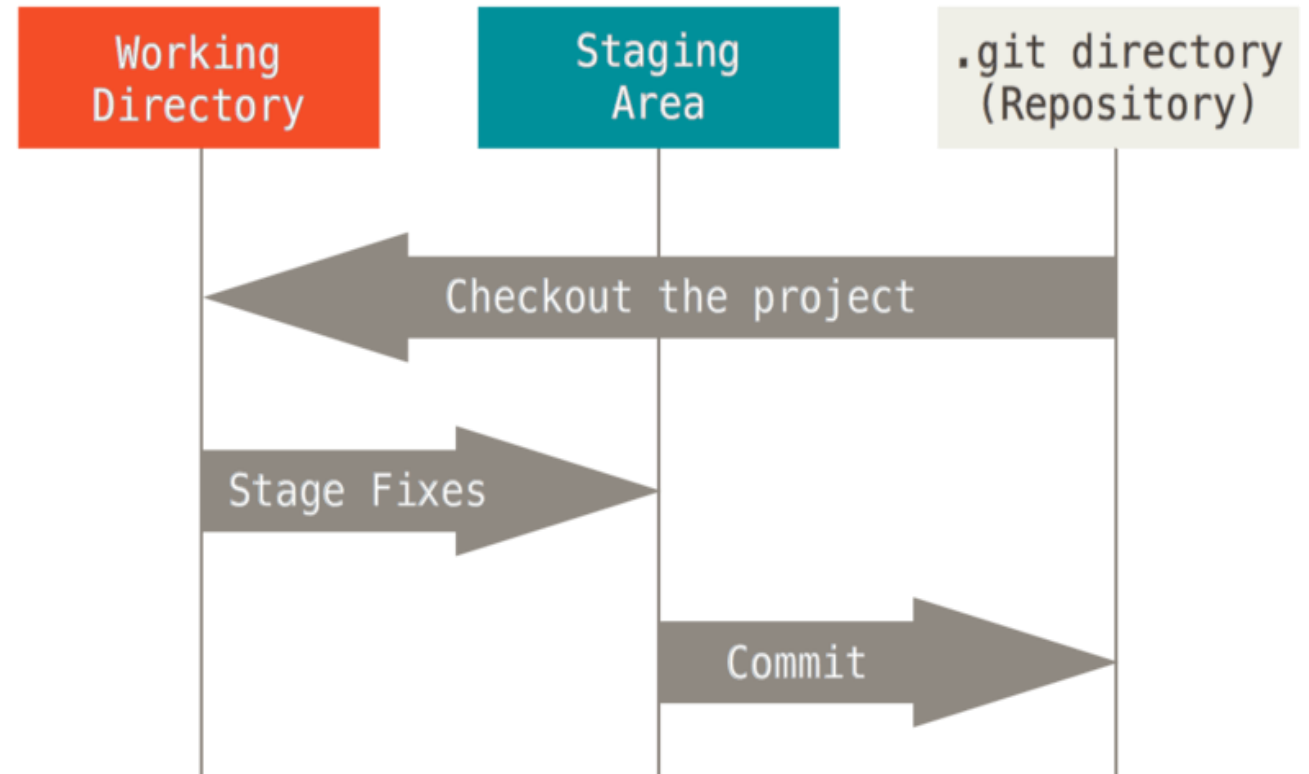 Working
Directory
Staging
Area
.git directory
(Repository)
Checkout the project
Stage Fixes
Commit